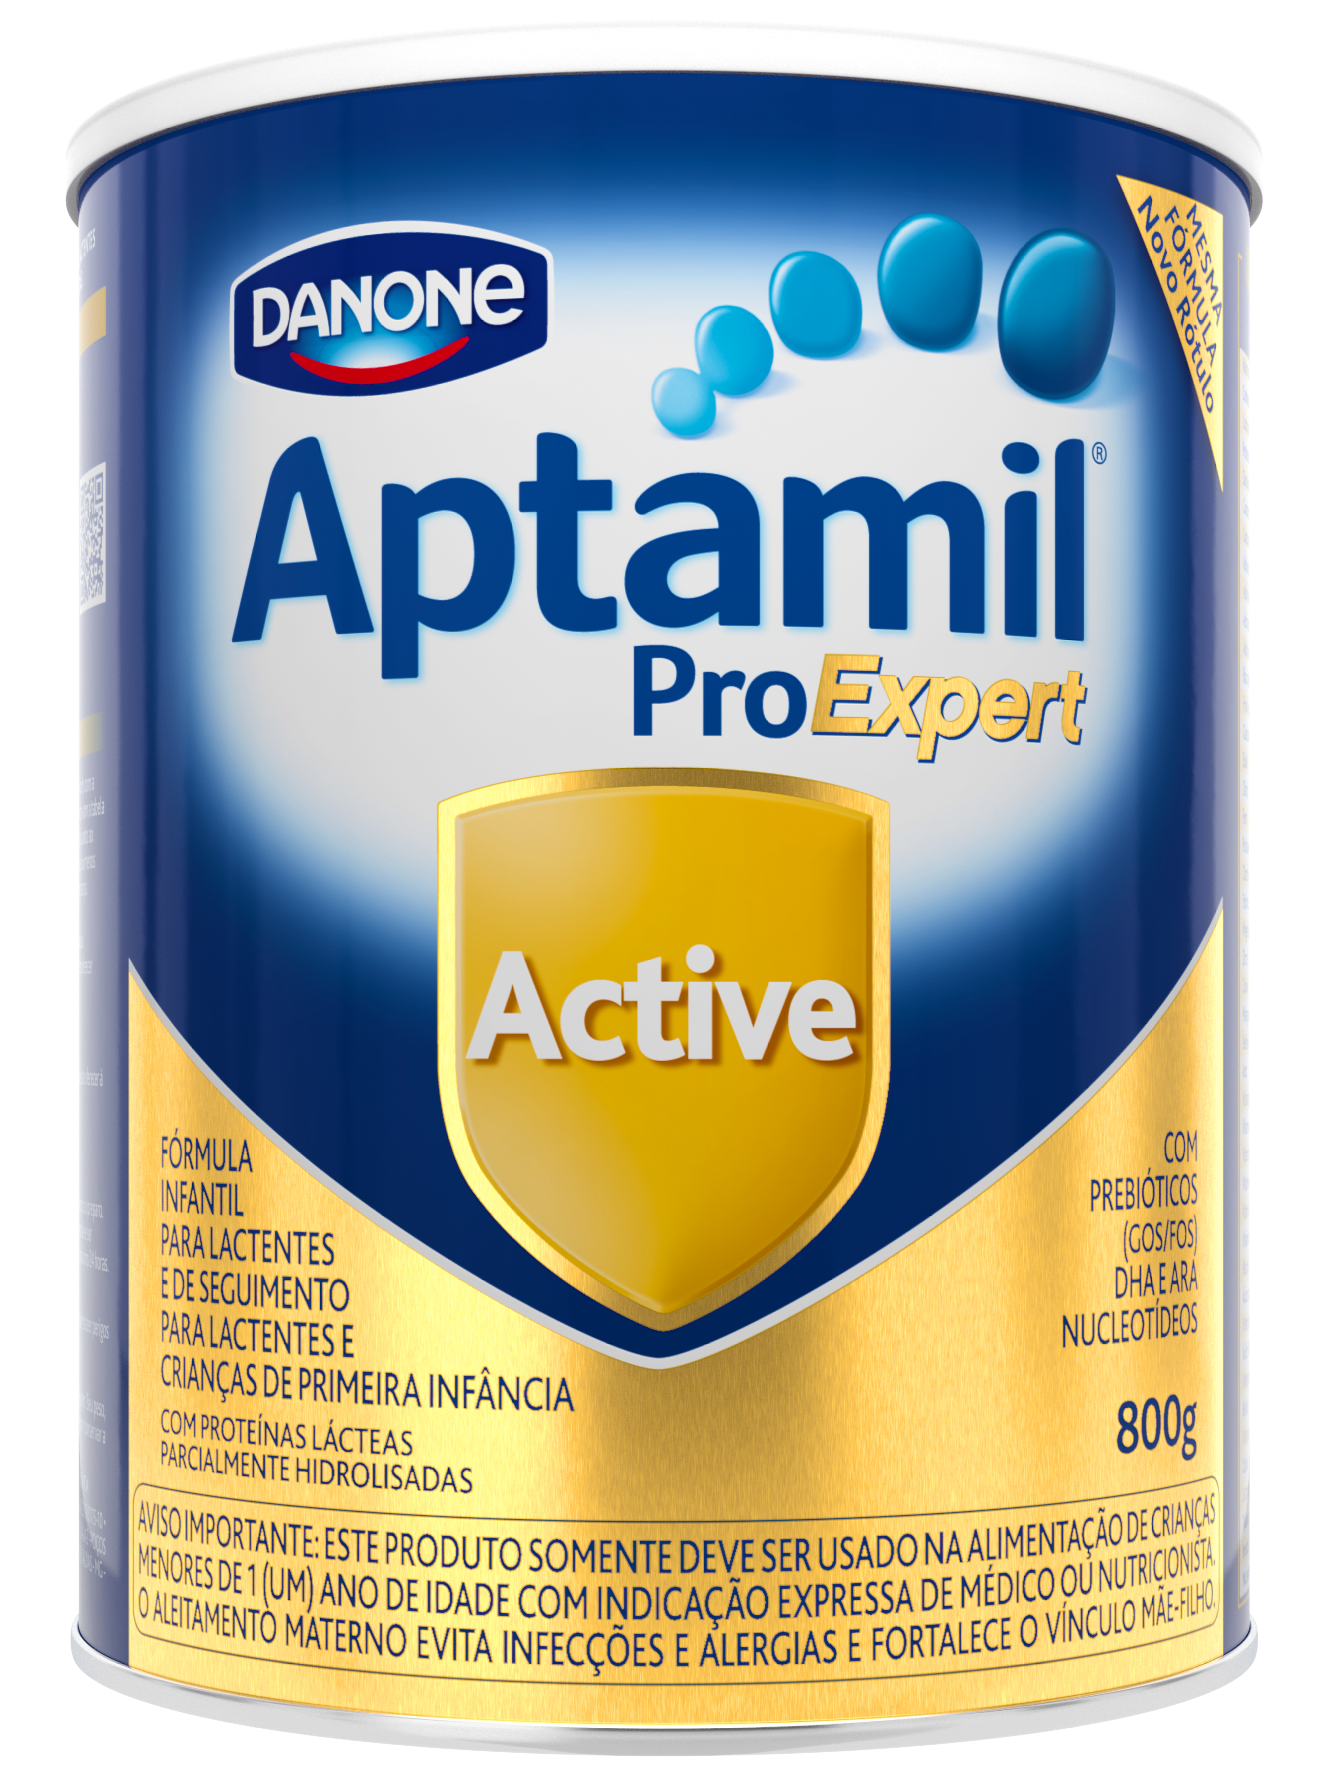 DANONE
MESMA
FÓRMULA
NOVO RÓTULO
Aptamil®
ProExpert
Active
FÓRMULA
INFANTIL
PARA LACTENTES
E DE SEGUIMENTO
PARA LACTENTES E
CRIANÇAS DE PRIMEIRA INFÂNCIA
COM PROTEÍNAS LÁCTEAS
PARCIALMENTE HIDROLISADAS
COM
PREBIÓTICOS
(GOS/FOS)
DHA E ARA
NUCLEOTÍDEOS
800g
AVISO IMPORTANTE: ESTE PRODUTO SOMENTE DEVE SER USADO NA ALIMENTAÇÃO DE CRIANÇAS
MENORES DE 1 (UM) ANO DE IDADE COM INDICAÇÃO EXPRESSA DE MÉDICO OU NUTRICIONISTA.
O ALEITAMENTO MATERNO EVITA INFECÇÕES E ALERGIAS E FORTALECE O VÍNCULO MÃE-FILHO.